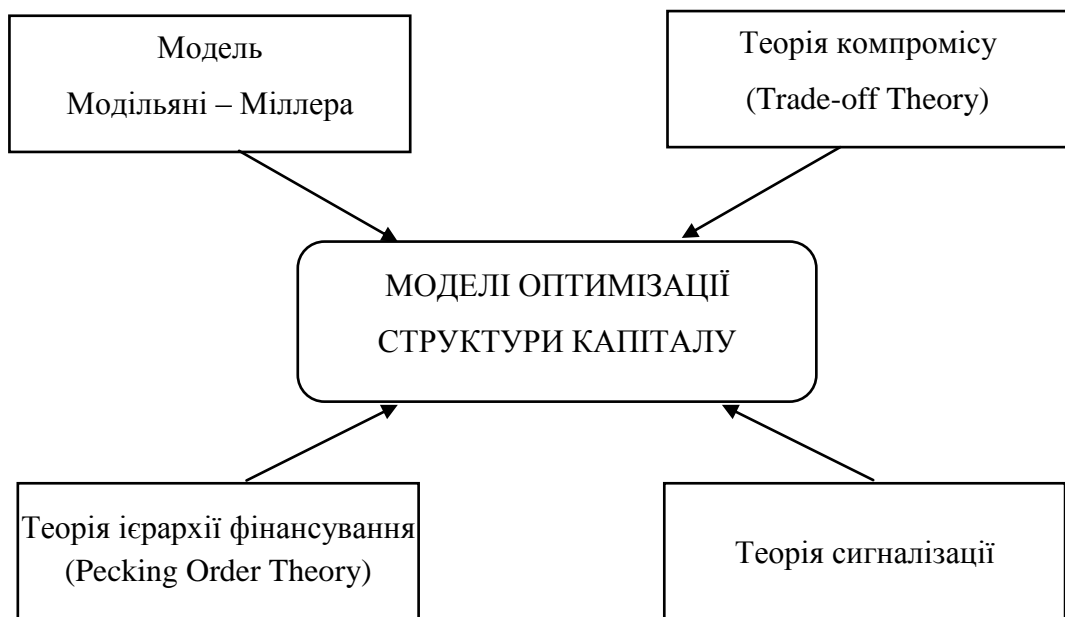 Модель
Модільяні – Міллера
Теорія компромісу
(Trade-off Theory)
МОДЕЛІ ОПТИМІЗАЦІЇ
СТРУКТУРИ КАПІТАЛУ
Теорія ієрархії фінансування
(Pecking Order Theory)
Теорія сигналізації